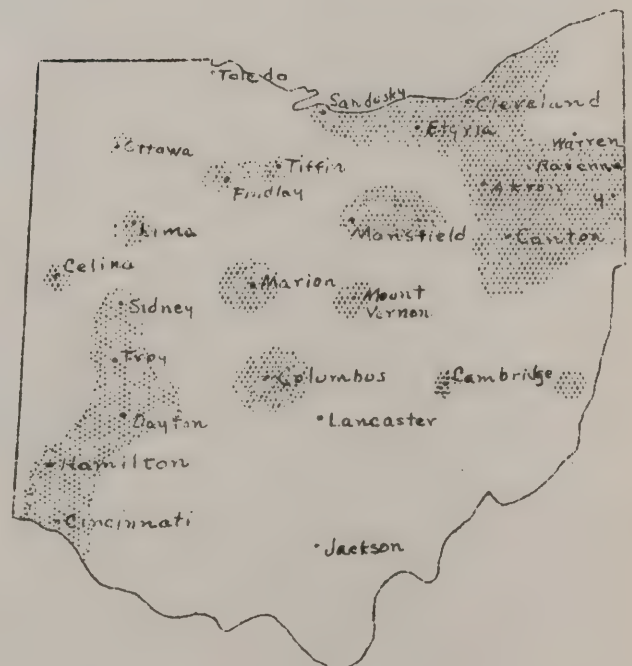 Toledo
Sandusky
Cleveland
Elyria
Warren
Ottawa
Tiffin
Ravenna
Findlay
Akron
y
Lima
Mansfield
Canton
Celina
Marion
Mount
Vernon
Sidney
Troy
Columbus
Cambridge
Dayton
Lancaster
Hamilton
Cincinnati
Jackson